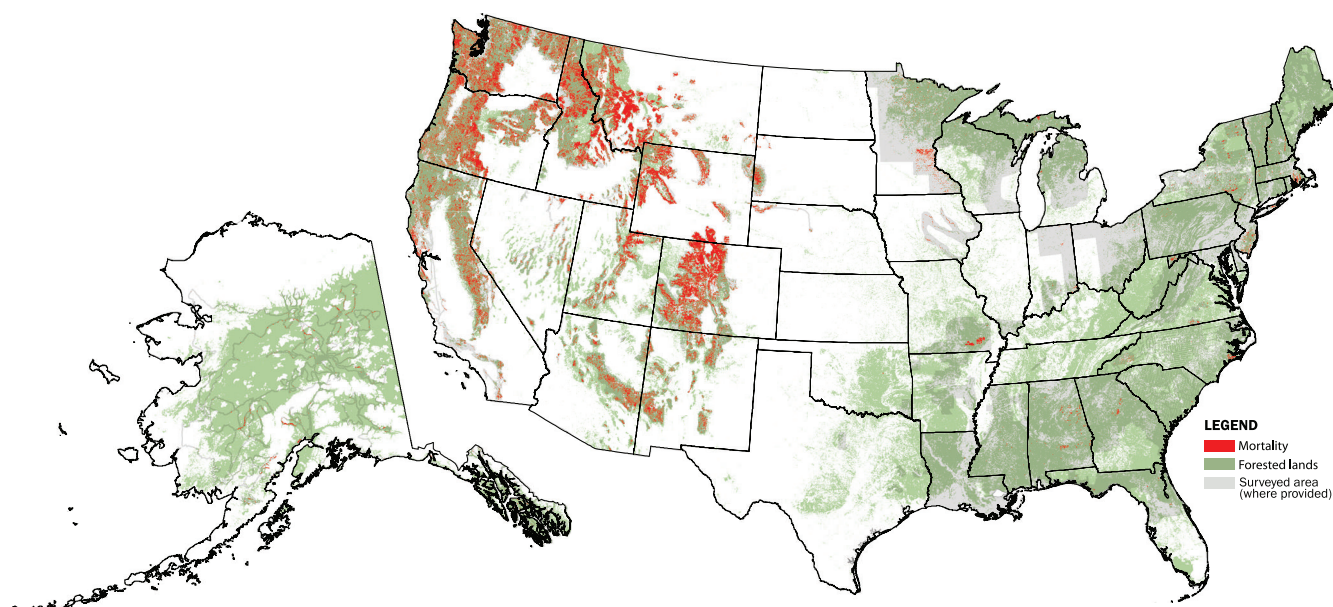 LEGEND
Mortality
Forested lands
Surveyed area
(where provided)